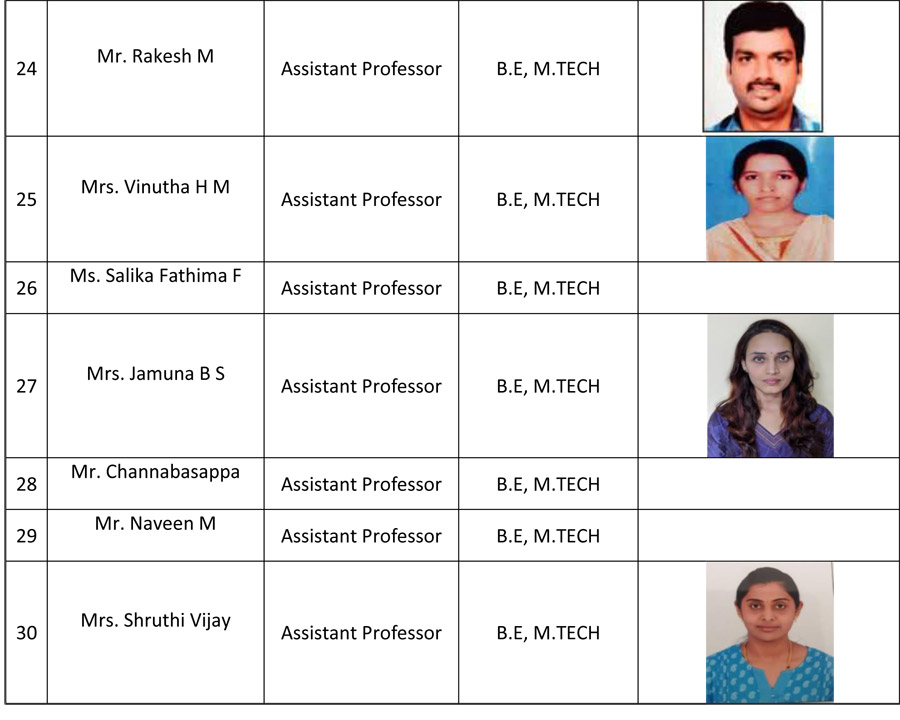 24 Mr. Rakesh M Assistant Professor B.E, M.TECH
25 Mrs. Vinutha H M Assistant Professor B.E, M.TECH
26 Ms. Salika Fathima F Assistant Professor B.E, M.TECH
27 Mrs. Jamuna B S Assistant Professor B.E, M.TECH
28 Mr. Channabasappa Assistant Professor B.E, M.TECH
29 Mr. Naveen M Assistant Professor B.E, M.TECH
30 Mrs. Shruthi Vijay Assistant Professor B.E, M.TECH